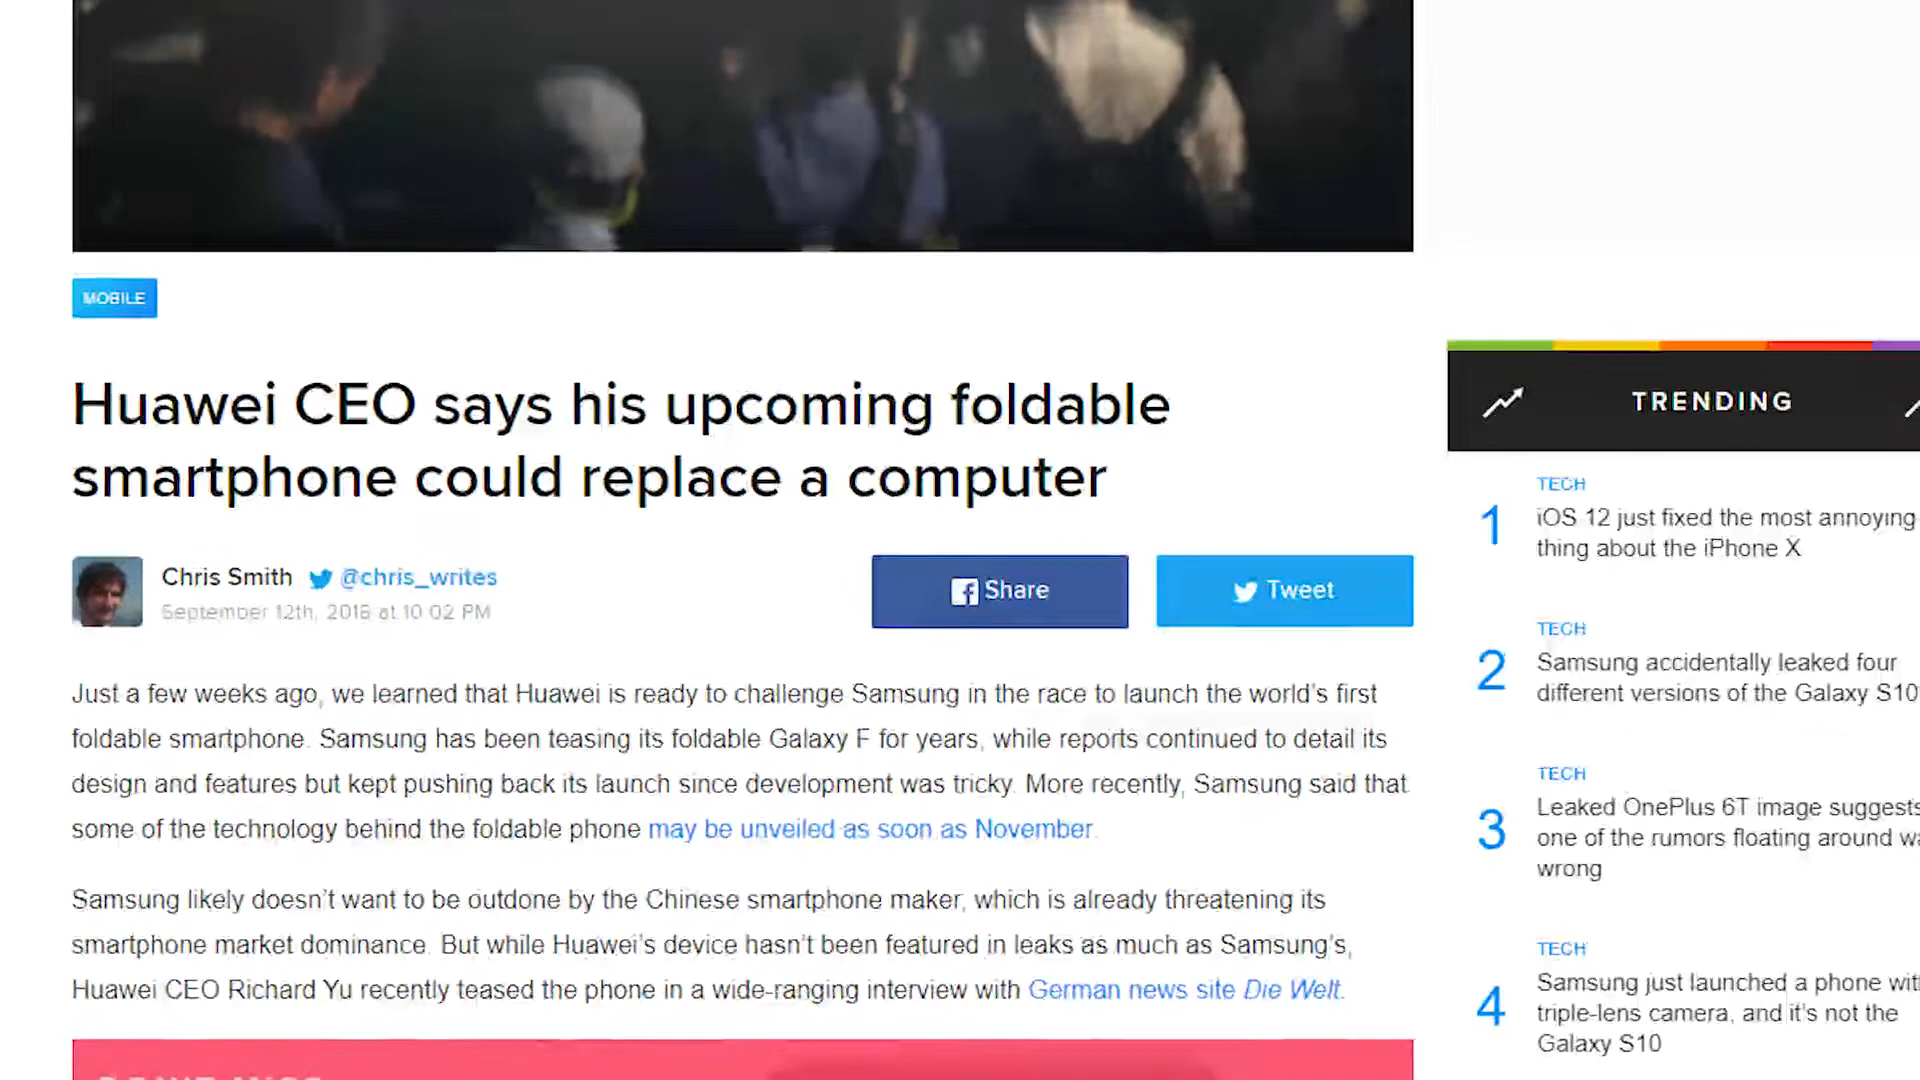 MOBILE
Huawei CEO says his upcoming foldable
smartphone could replace a computer
Chris Smith @chris_writes
September 12th, 2018 at 10:02 PM
Share
Tweet
Just a few weeks ago, we learned that Huawei is ready to challenge Samsung in the race to launch the world's first
foldable smartphone. Samsung has been teasing its foldable Galaxy F for years, while reports continued to detail its
design and features but kept pushing back its launch since development was tricky. More recently, Samsung said that
some of the technology behind the foldable phone may be unveiled as soon as November.
Samsung likely doesn't want to be outdone by the Chinese smartphone maker, which is already threatening its
smartphone market dominance. But while Huawei's device hasn't been featured in leaks as much as Samsung's,
Huawei CEO Richard Yu recently teased the phone in a wide-ranging interview with German news site Die Welt.
TRENDING
TECH
1
iOS 12 just fixed the most annoying
thing about the iPhone X
TECH
2
Samsung accidentally leaked four
different versions of the Galaxy S10
TECH
3
Leaked OnePlus 6T image suggests
one of the rumors floating around
wrong
TECH
4
Samsung just launched a phone
triple-lens camera, and it's not the
Galaxy S10